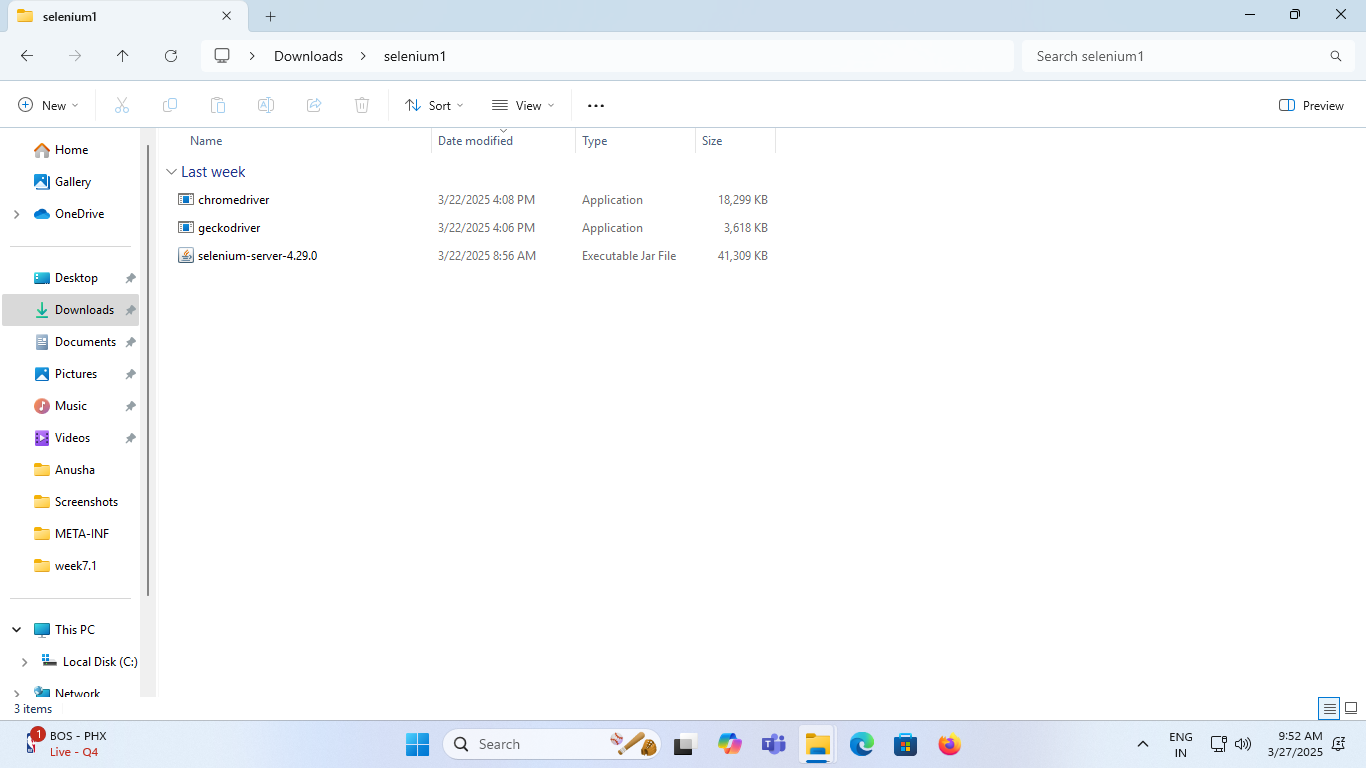 selenium1
Downloads
selenium1
Search selenium1
New
Sort
View
Preview
Name Date modified Type Size
Last week
chromedriver 3/22/2025 4:08 PM Application 18,299 KB
geckodriver 3/22/2025 4:06 PM Application 3,618 KB
selenium-server-4.29.0 3/22/2025 8:56 AM Executable Jar File 41,309 KB
Home
Gallery
OneDrive
Desktop
Downloads
Documents
Pictures
Music
Videos
Anusha
Screenshots
META-INF
week7.1
This PC
Local Disk (C:)
Network
3 items
1
BOS - PHX
Live - Q4
Search
ENG
IN
9:52 AM
3/27/2025